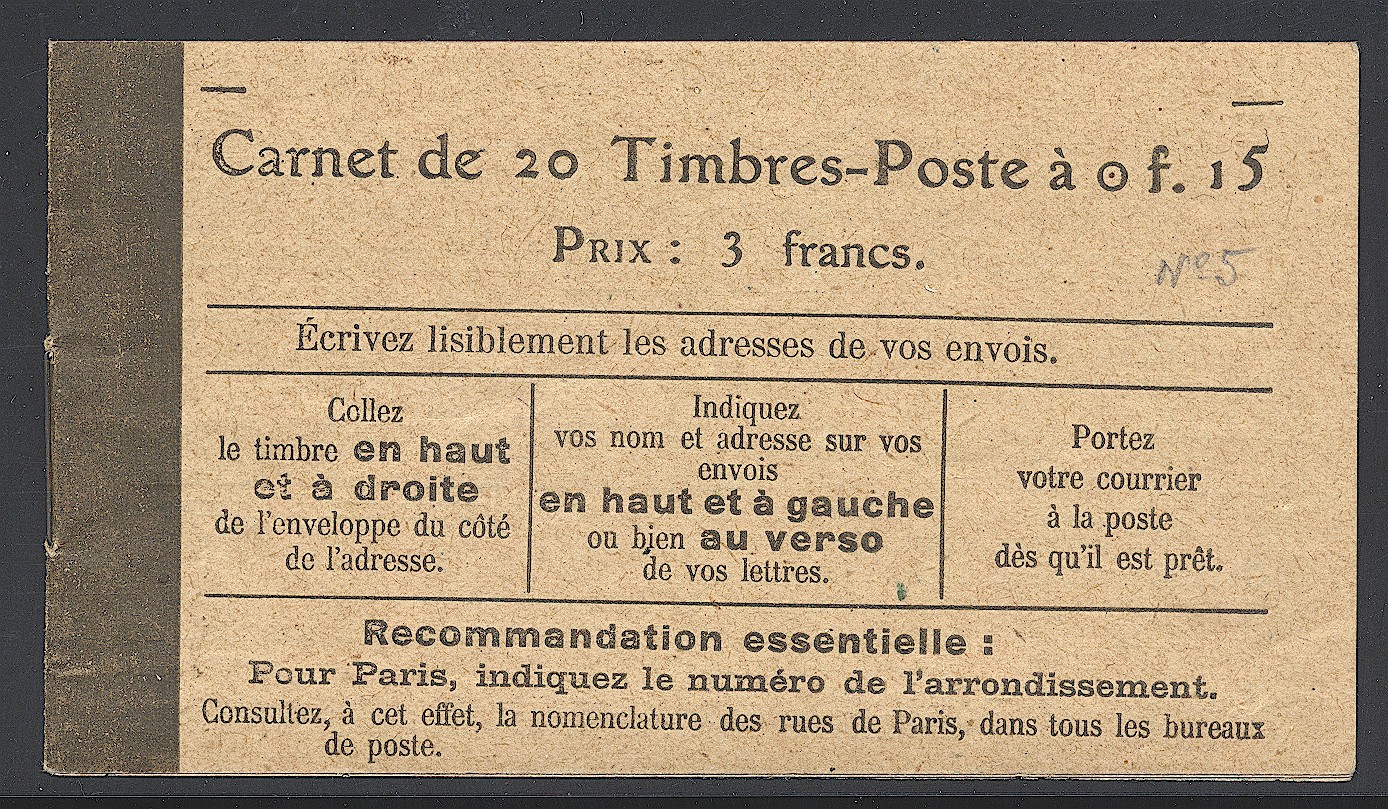 Carnet de 20 Timbres-Poste à 0 f. 15
PRIX : 3 francs.
Nº 5
Écrivez lisiblement les adresses de vos envois.
Collez
le timbre en haut
et à droite
de l'enveloppe du côté
de l'adresse.
Indiquez
vos nom et adresse sur vos
envois
en haut et à gauche
ou bien au verso
de vos lettres.
Portez
votre courrier
à la poste
dès qu'il est prêt.
Recommandation essentielle :
Pour Paris, indiquez le numéro de l'arrondissement.
Consultez, à cet effet, la nomenclature des rues de Paris, dans tous les bureaux
de poste.